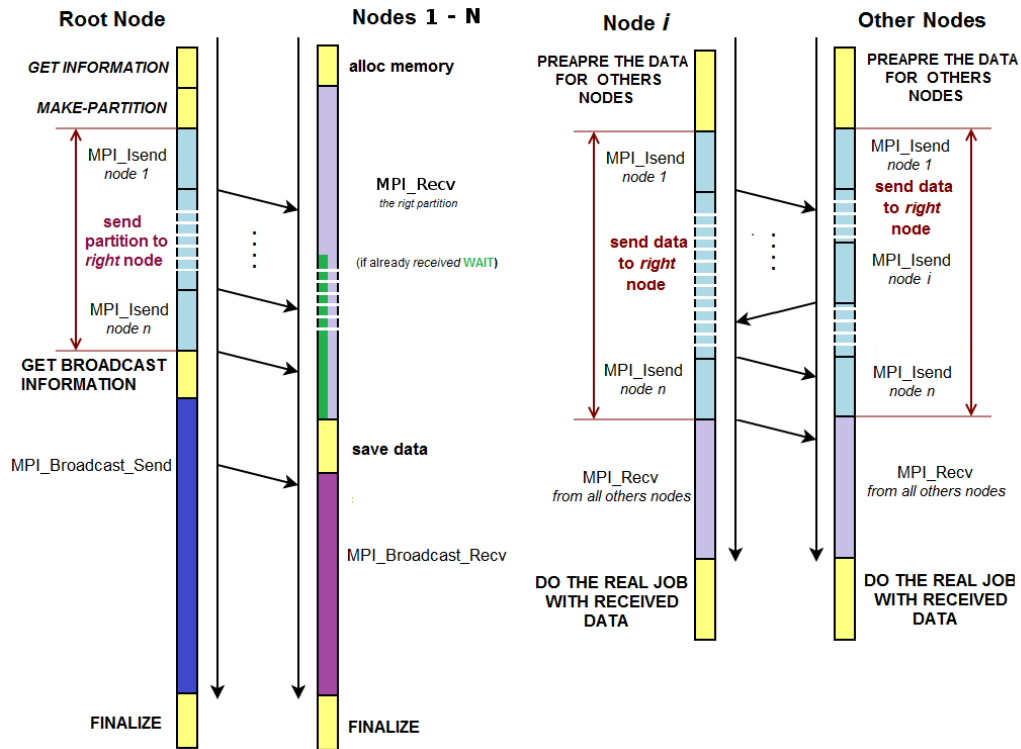 Root Node
GET INFORMATION
MAKE-PARTITION
MPI_Isend
node 1
send
partition to
right node
MPI_Isend
node n
GET BROADCAST
INFORMATION
MPI_Broadcast_Send
FINALIZE
Nodes 1 - N
alloc memory
MPI_Recv
the rigt partition
(if already received WAIT)
save data
MPI_Broadcast_Recv
FINALIZE
Node i
PREAPRE THE DATA
FOR OTHERS
NODES
MPI_Isend
node 1
send data
to right
node
MPI_Isend
node n
MPI_Recv
from all others nodes
DO THE REAL JOB
WITH RECEIVED
DATA
Other Nodes
PREAPRE THE DATA
FOR OTHERS
NODES
MPI_Isend
node 1
send data
to right
node
MPI_Isend
node i
MPI_Isend
node n
MPI_Recv
from all others nodes
DO THE REAL JOB
WITH RECEIVED
DATA